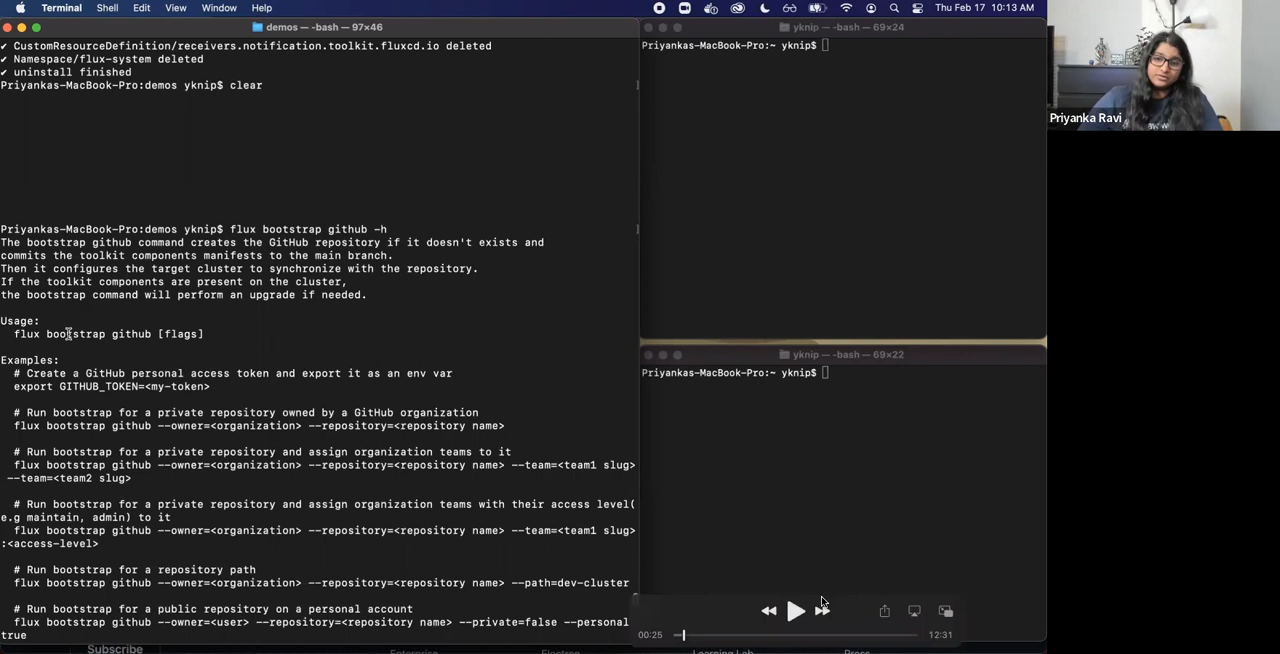 Terminal Shell Edit View Window Help
Thu Feb 17 10:13 AM
demos — -bash — 97×46
✔ CustomResourceDefinition/receivers.notification.toolkit.fluxcd.io deleted
✔ Namespace/flux-system deleted
✔ uninstall finished
Priyankas-MacBook-Pro:demos yknip$ clear
Priyankas-MacBook-Pro:demos yknip$ flux bootstrap github -h
The bootstrap github command creates the GitHub repository if it doesn't exists and
commits the toolkit components manifests to the main branch.
Then it configures the target cluster to synchronize with the repository.
If the toolkit components are present on the cluster,
the bootstrap command will perform an upgrade if needed.
Usage:
flux bootstrap github [flags]
Examples:
# Create a GitHub personal access token and export it as an env var
export GITHUB_TOKEN=<my-token>
# Run bootstrap for a private repository owned by a GitHub organization
flux bootstrap github --owner=<organization> --repository=<repository name>
# Run bootstrap for a private repository and assign organization teams to it
flux bootstrap github --owner=<organization> --repository=<repository name> --team=<team1 slug>
--team=<team2 slug>
# Run bootstrap for a private repository and assign organization teams with their access level(
e.g maintain, admin) to it
flux bootstrap github --owner=<organization> --repository=<repository name> --team=<team1 slug>
:<access-level>
# Run bootstrap for a repository path
flux bootstrap github --owner=<organization> --repository=<repository name> --path=dev-cluster
# Run bootstrap for a public repository on a personal account
flux bootstrap github --owner=<user> --repository=<repository name> --private=false --personal
true
yknip — -bash — 69×24
Priyankas-MacBook-Pro:~ yknip$
yknip — -bash — 69×22
Priyankas-MacBook-Pro:~ yknip$
00:25
12:31
Priyanka Ravi
Subscribe
Enterprise
Electron
Learning Lab
Press